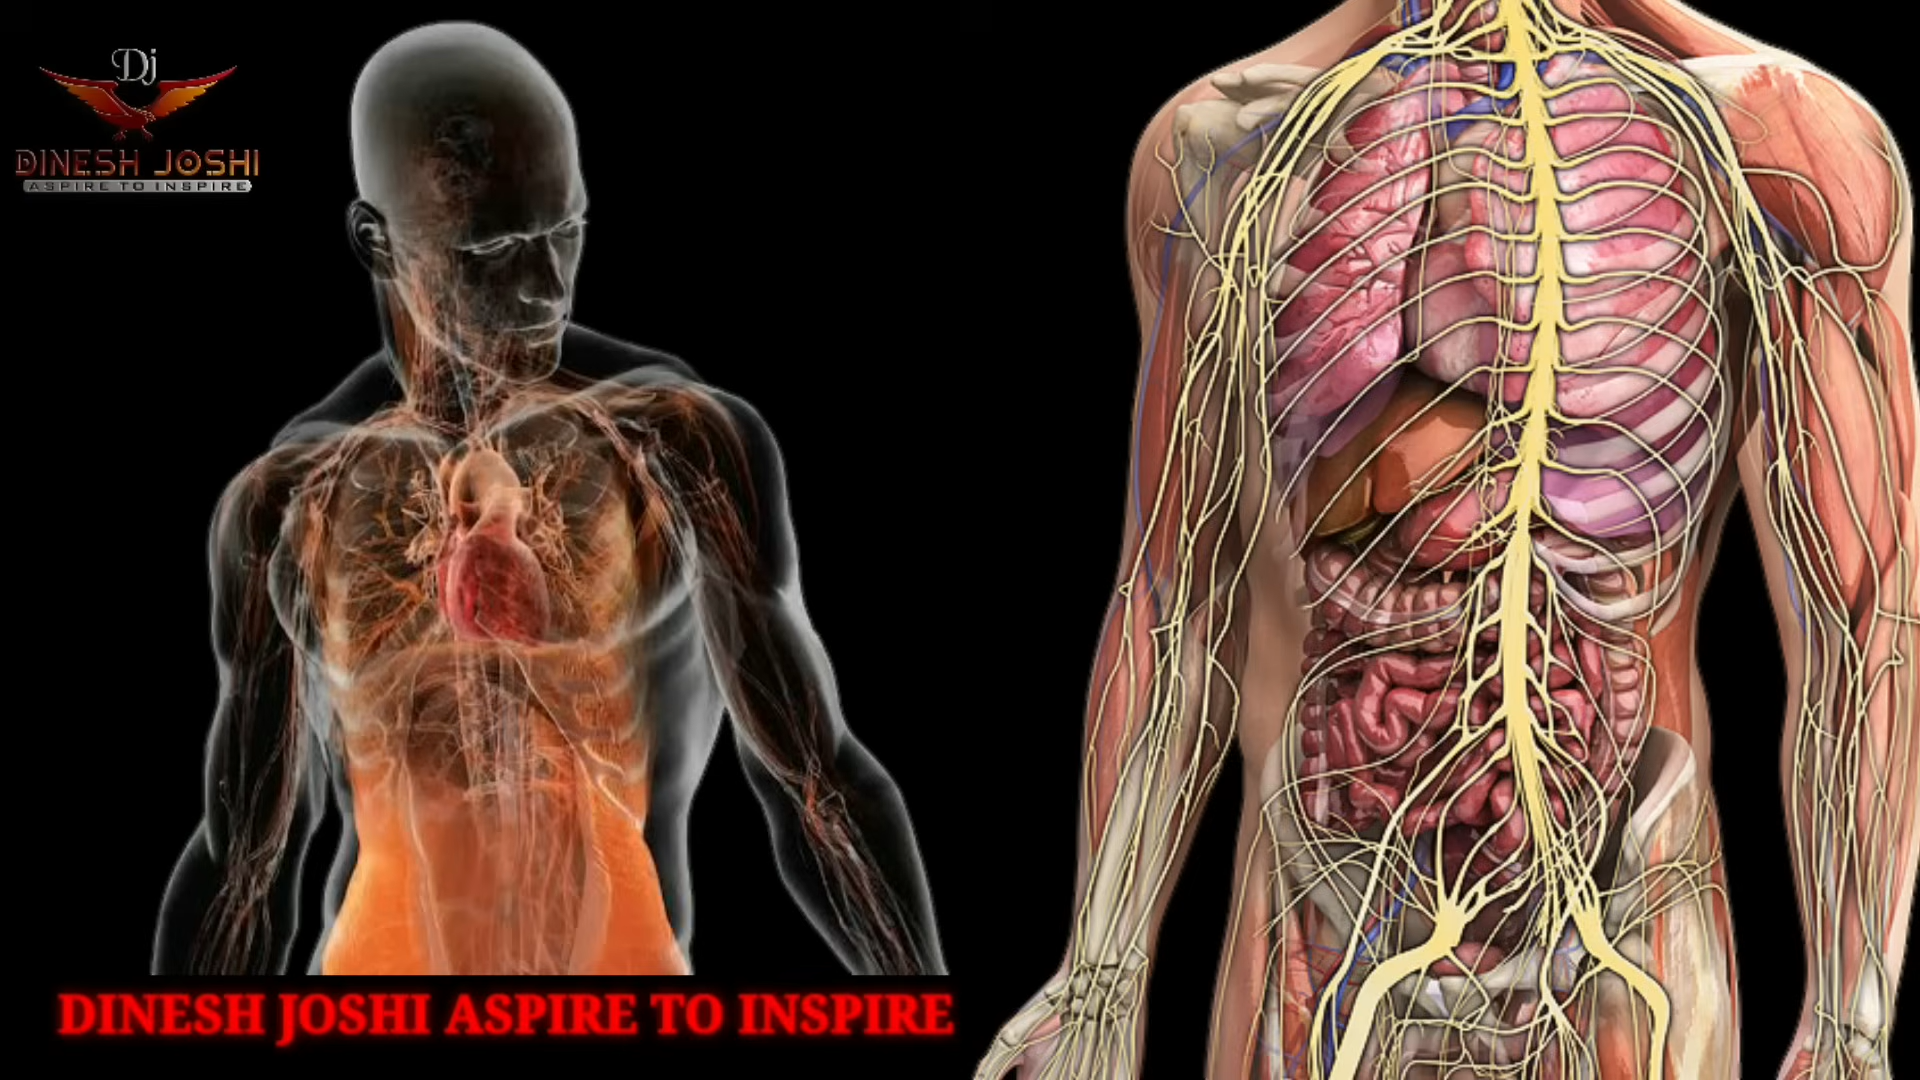 Dj
DINESH JOSHI
ASPIRE TO INSPIRE
DINESH JOSHI ASPIRE TO INSPIRE